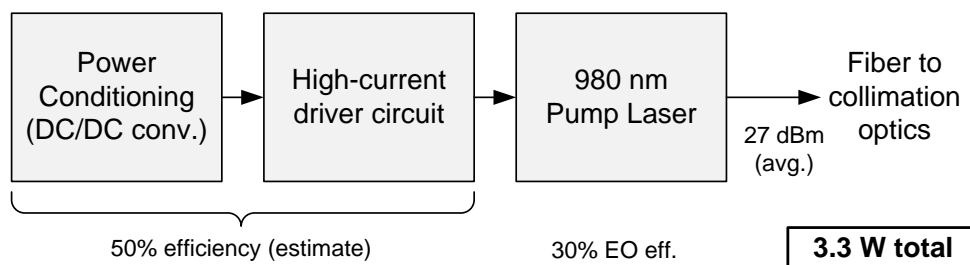 Power
Conditioning
(DC/DC conv.)
High-current
driver circuit
980 nm
Pump Laser
27 dBm
(avg.)
Fiber to
collimation
optics
50% efficiency (estimate)
30% EO eff.
3.3 W total